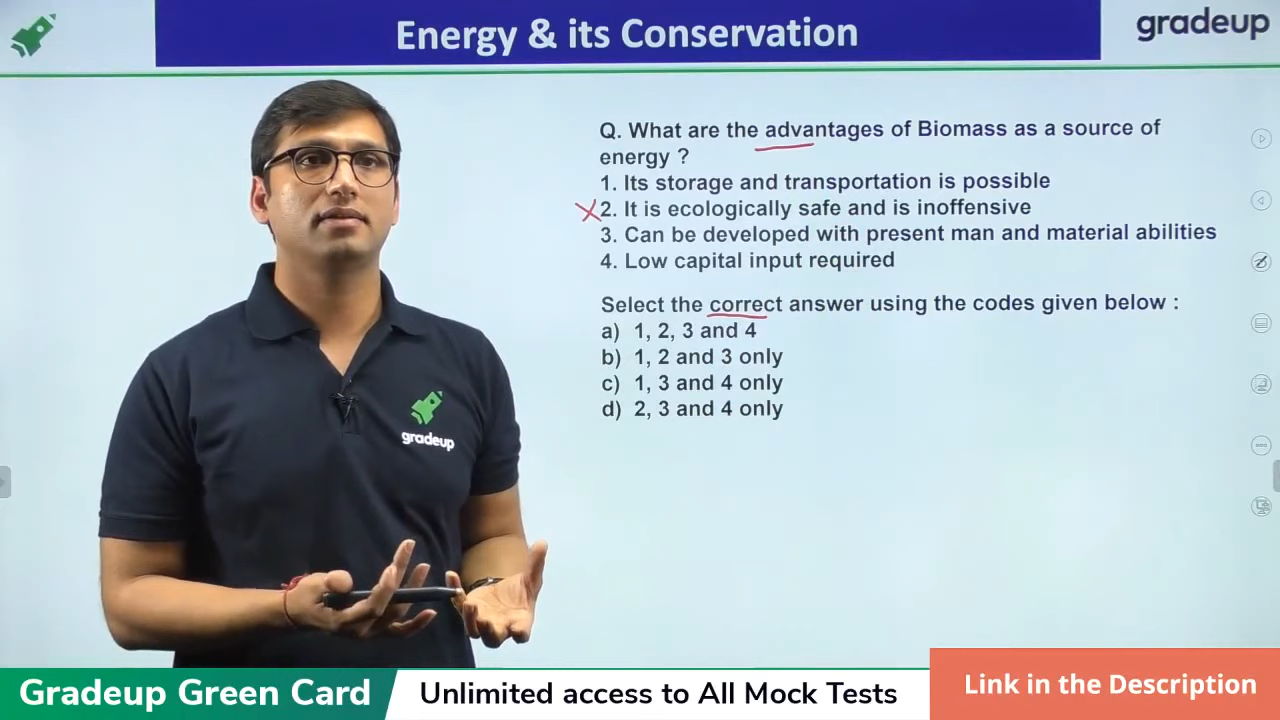 Energy & its Conservation
gradeup
Q. What are the advantages of Biomass as a source of
energy ?
1. Its storage and transportation is possible
X 2. It is ecologically safe and is inoffensive
3. Can be developed with present man and material abilities
4. Low capital input required
Select the correct answer using the codes given below :
a) 1, 2, 3 and 4
b) 1, 2 and 3 only
c) 1, 3 and 4 only
d) 2, 3 and 4 only
gradeup
Gradeup Green Card
Unlimited access to All Mock Tests
Link in the Description